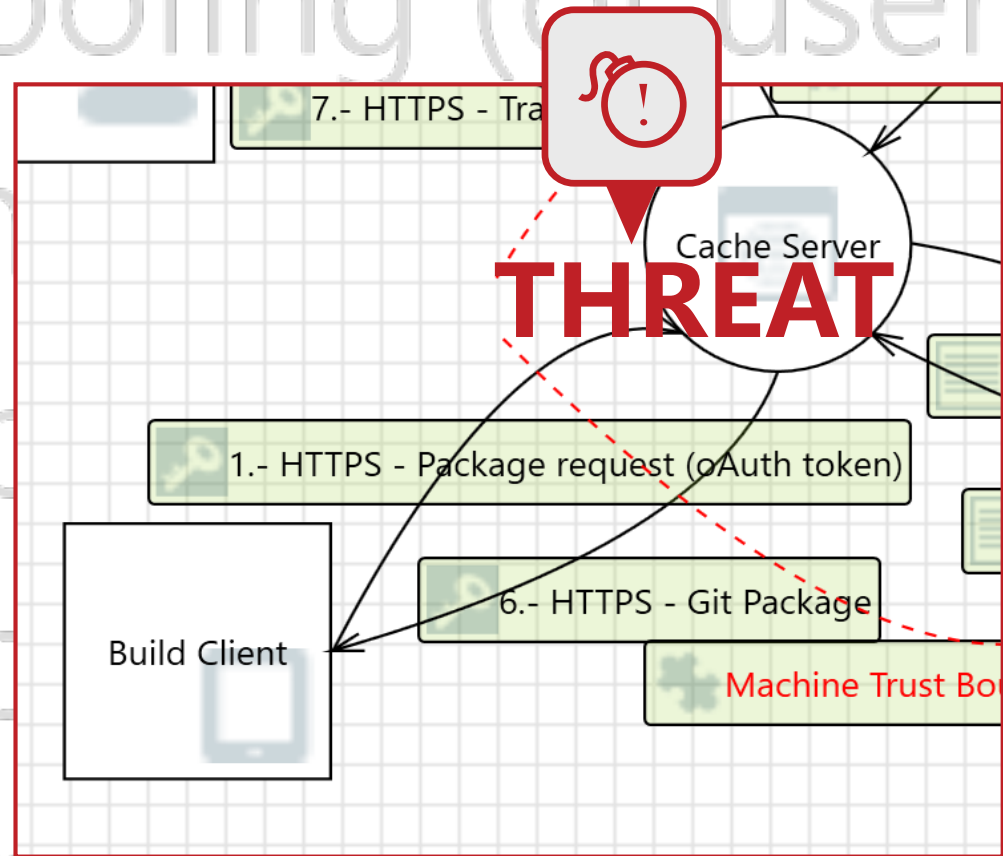 7.- HTTPS - Tra
!
Cache Server
THREAT
1.- HTTPS - Package request (oAuth token)
6.- HTTPS - Git Package
Build Client
Machine Trust Bou